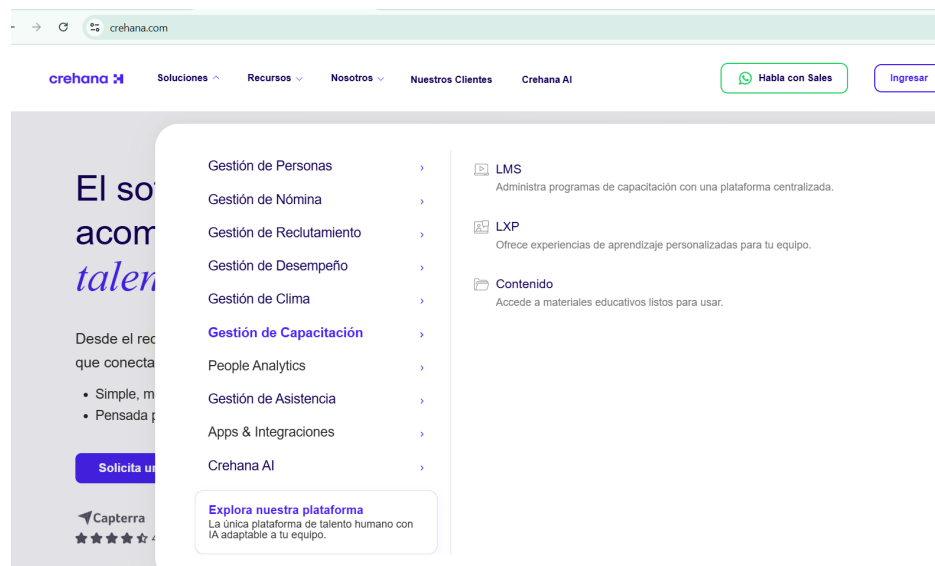 crehana.com
crehana
Soluciones
Recursos
Nosotros
Nuestros Clientes
Crehana AI
Habla con Sales
Ingresar
El so
acom
talen
Desde el rec
que conecta
• Simple, m
• Pensada p
Solicita un
Capterra
4
Gestión de Personas
Gestión de Nómina
Gestión de Reclutamiento
Gestión de Desempeño
Gestión de Clima
Gestión de Capacitación
People Analytics
Gestión de Asistencia
Apps & Integraciones
Crehana AI
Explora nuestra plataforma
La única plataforma de talento humano con
IA adaptable a tu equipo.
LMS
Administra programas de capacitación con una plataforma centralizada.
LXP
Ofrece experiencias de aprendizaje personalizadas para tu equipo.
Contenido
Accede a materiales educativos listos para usar.